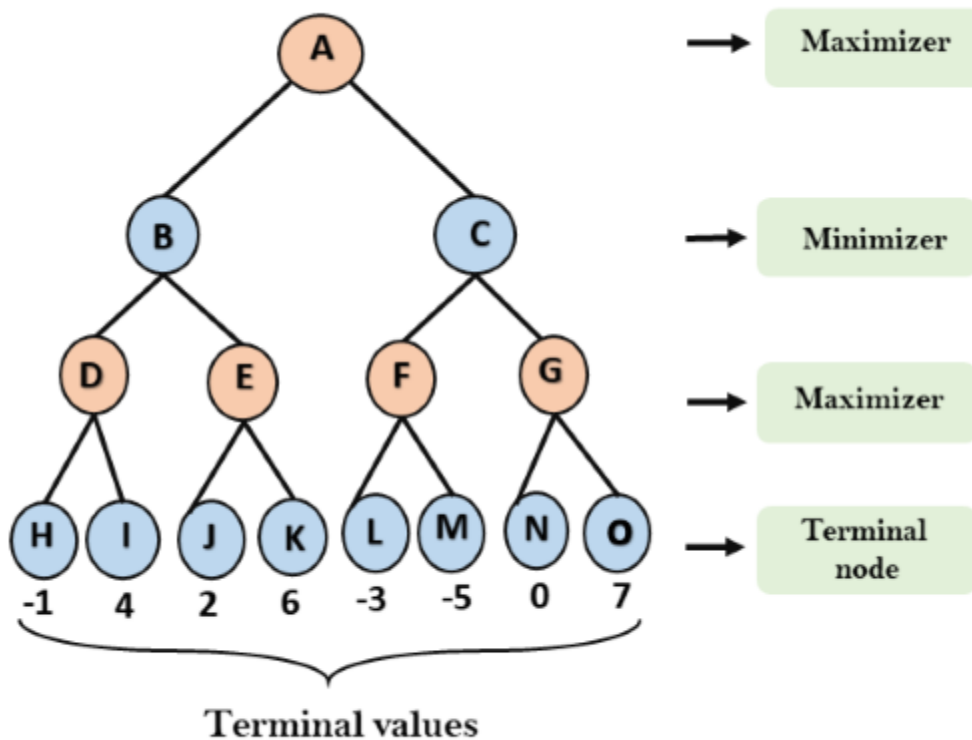 A
Maximizer
B
C
Minimizer
D
E
F
G
Maximizer
H
I
J
K
L
M
N
O
Terminal
node
-1
4
2
6
-3
-5
0
7
Terminal values